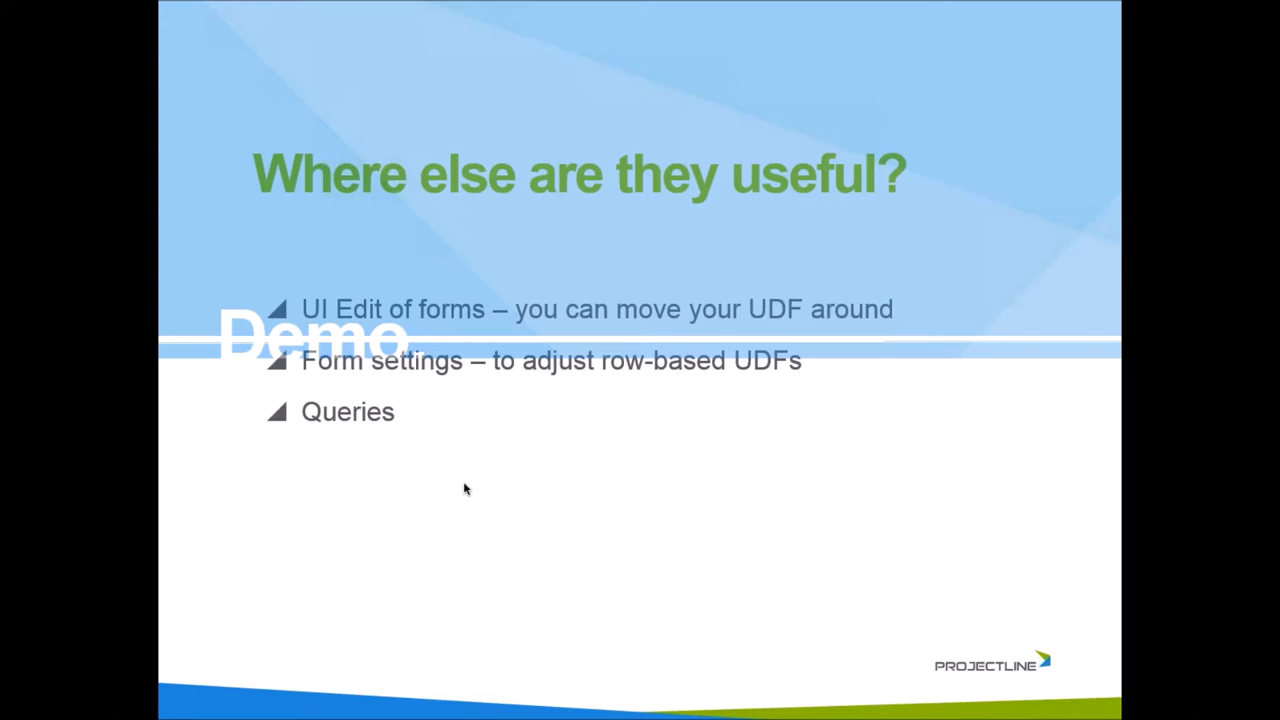 Where else are they useful?
UI Edit of forms – you can move your UDF around
Demo
Form settings – to adjust row-based UDFs
Queries
PROJECTLINE